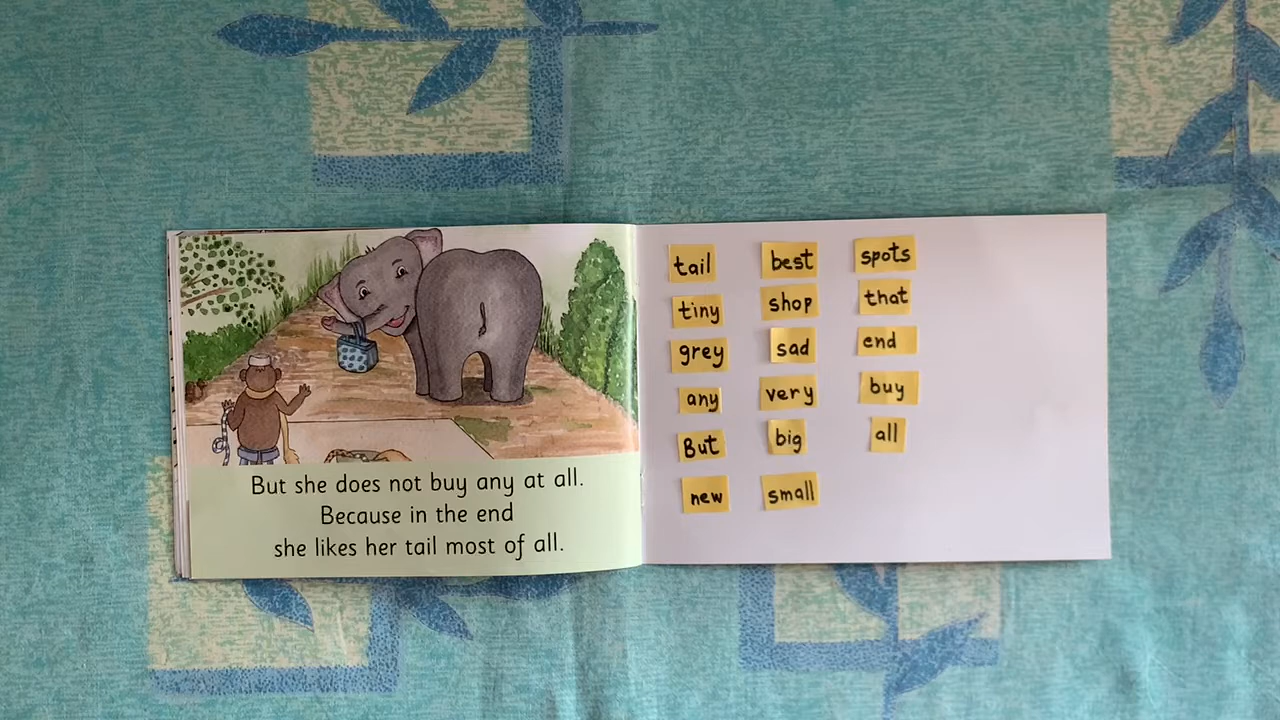 But she does not buy any at all.
Because in the end
she likes her tail most of all.
tail
tiny
grey
any
But
new
best
shop
sad
very
big
small
spots
that
end
buy
all